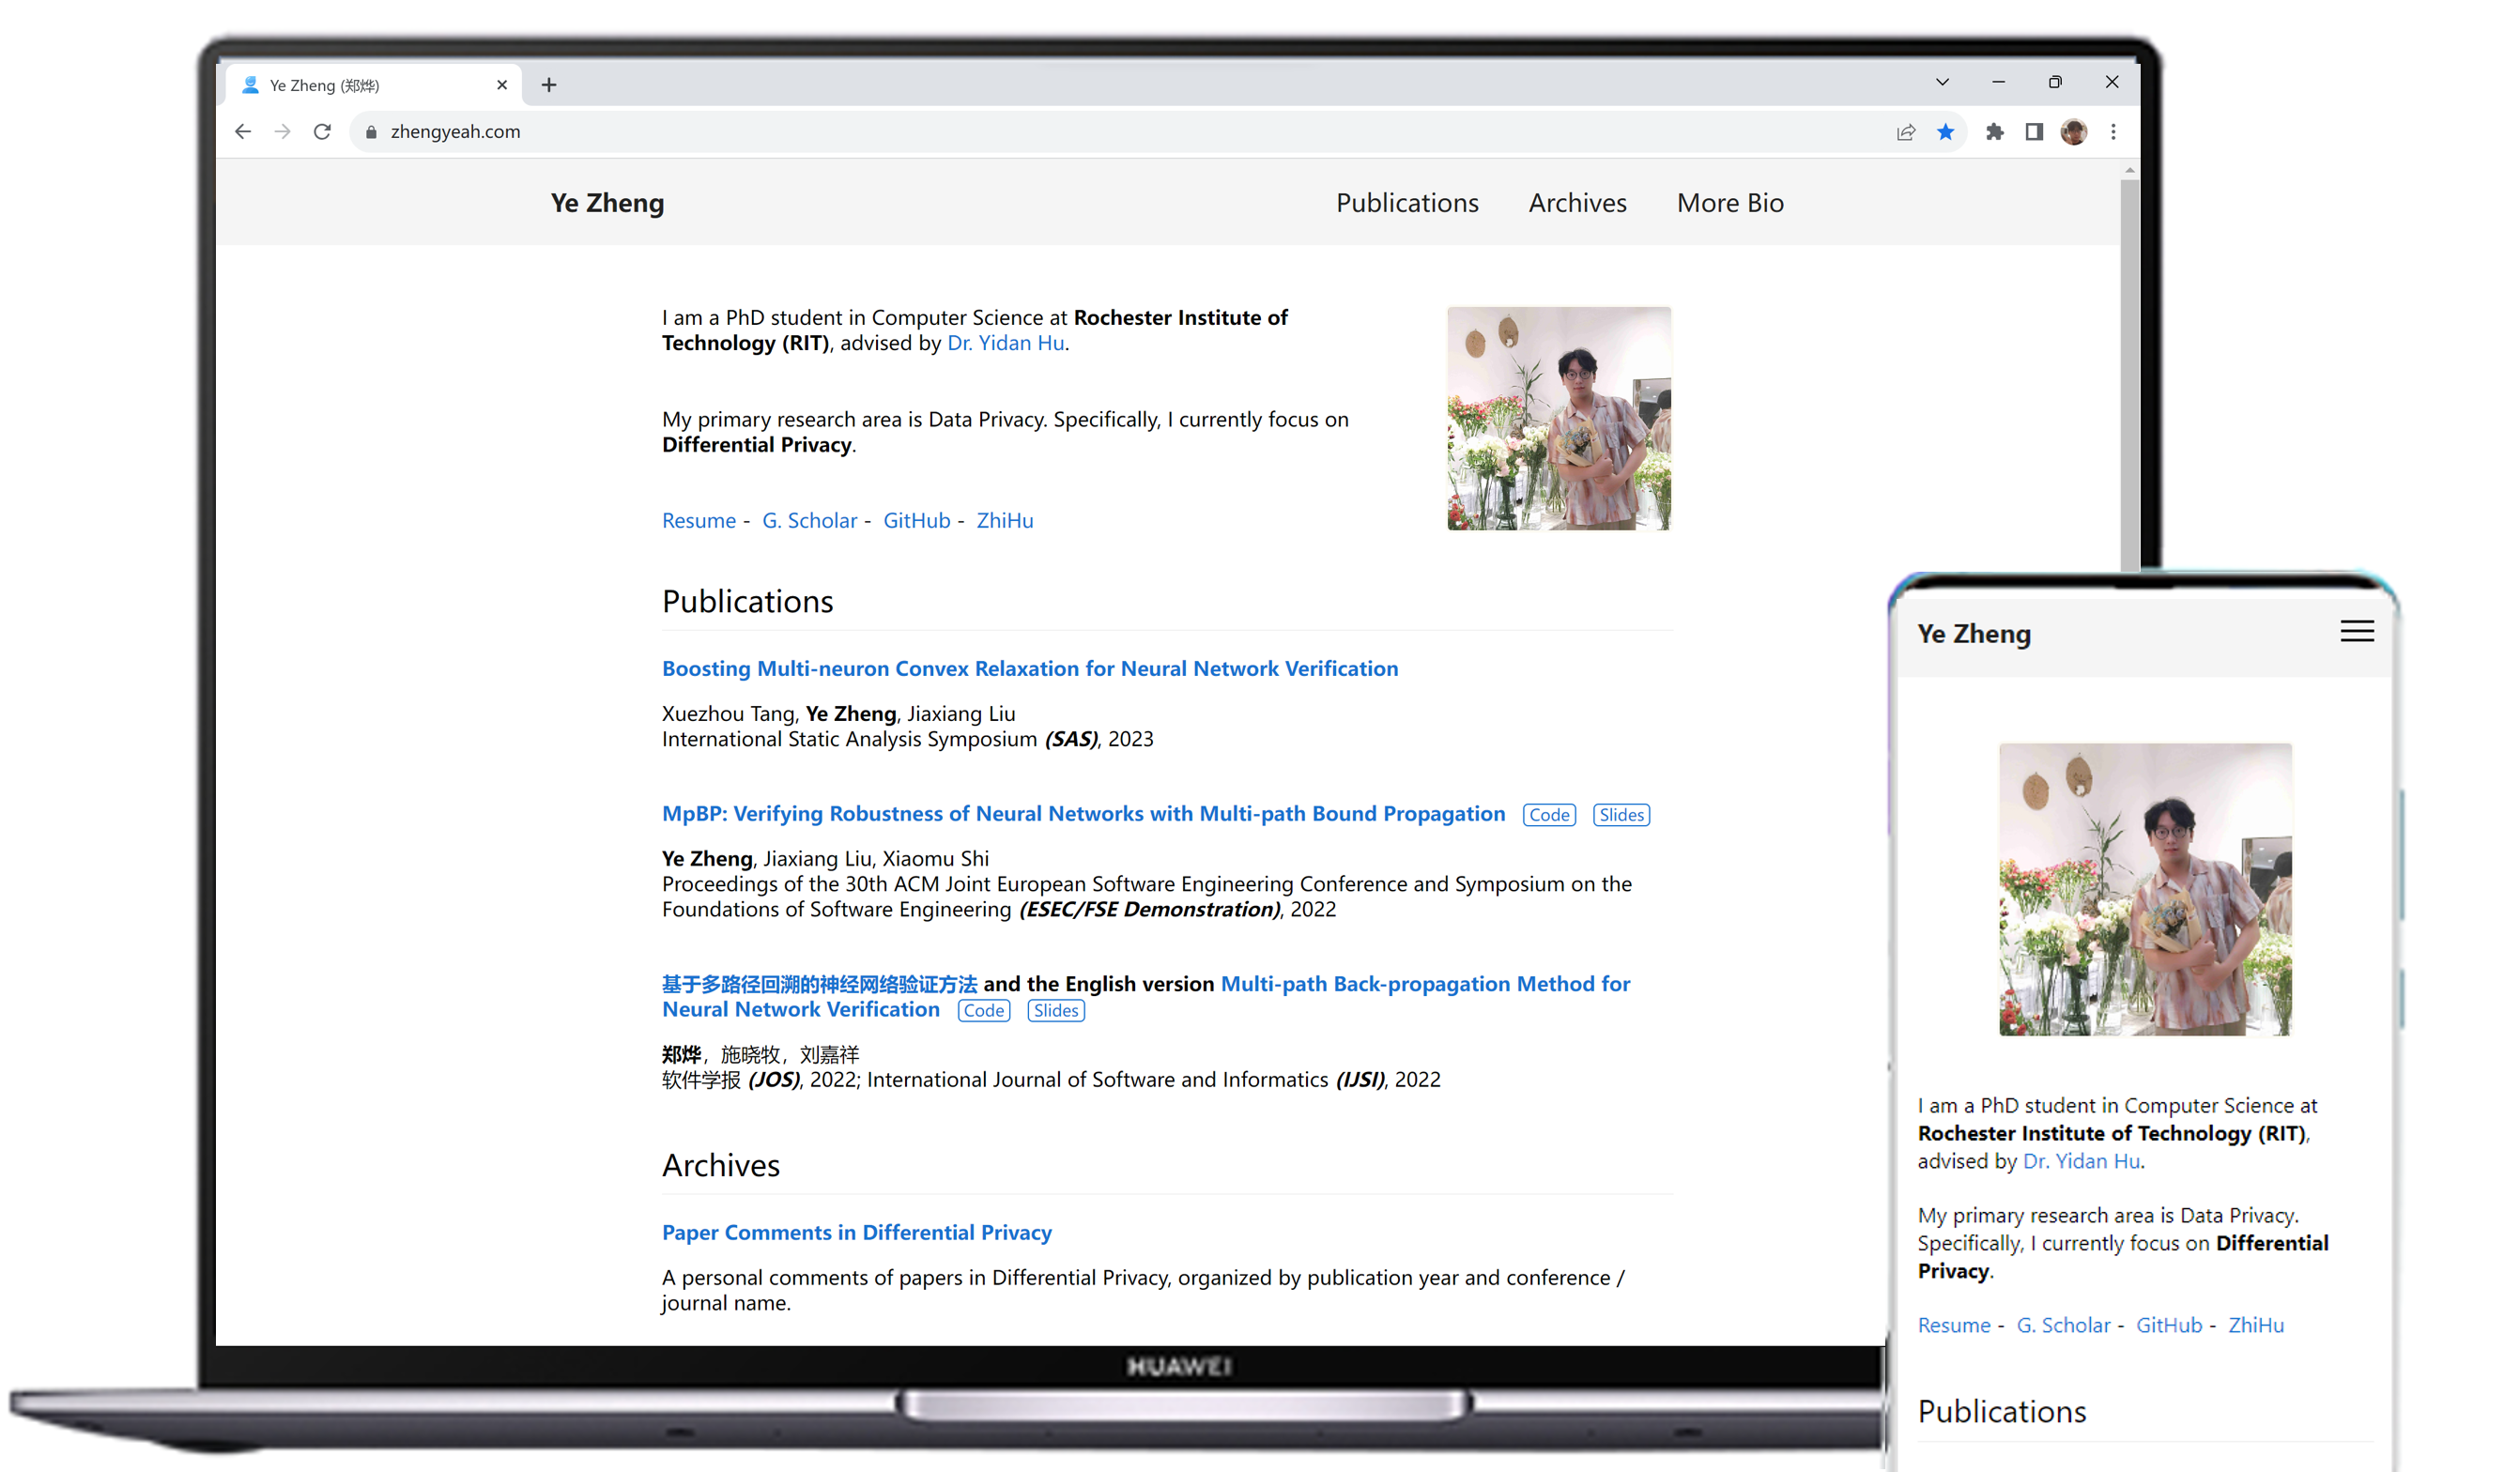 Ye Zheng (郑烨)
zhengyeah.com
Ye Zheng
Publications Archives More Bio
I am a PhD student in Computer Science at Rochester Institute of
Technology (RIT), advised by Dr. Yidan Hu.
My primary research area is Data Privacy. Specifically, I currently focus on
Differential Privacy.
Resume - G. Scholar - GitHub - ZhiHu
Publications
Boosting Multi-neuron Convex Relaxation for Neural Network Verification
Xuezhou Tang, Ye Zheng, Jiaxiang Liu
International Static Analysis Symposium (SAS), 2023
MpBP: Verifying Robustness of Neural Networks with Multi-path Bound Propagation Code Slides
Ye Zheng, Jiaxiang Liu, Xiaomu Shi
Proceedings of the 30th ACM Joint European Software Engineering Conference and Symposium on the
Foundations of Software Engineering (ESEC/FSE Demonstration), 2022
基于多路径回溯的神经网络验证方法 and the English version Multi-path Back-propagation Method for
Neural Network Verification Code Slides
郑烨，施晓牧，刘嘉祥
软件学报 (JOS), 2022; International Journal of Software and Informatics (IJSI), 2022
Archives
Paper Comments in Differential Privacy
A personal comments of papers in Differential Privacy, organized by publication year and conference /
journal name.
HUAWEI
Ye Zheng
I am a PhD student in Computer Science at
Rochester Institute of Technology (RIT),
advised by Dr. Yidan Hu.
My primary research area is Data Privacy.
Specifically, I currently focus on Differential
Privacy.
Resume - G. Scholar - GitHub - ZhiHu
Publications